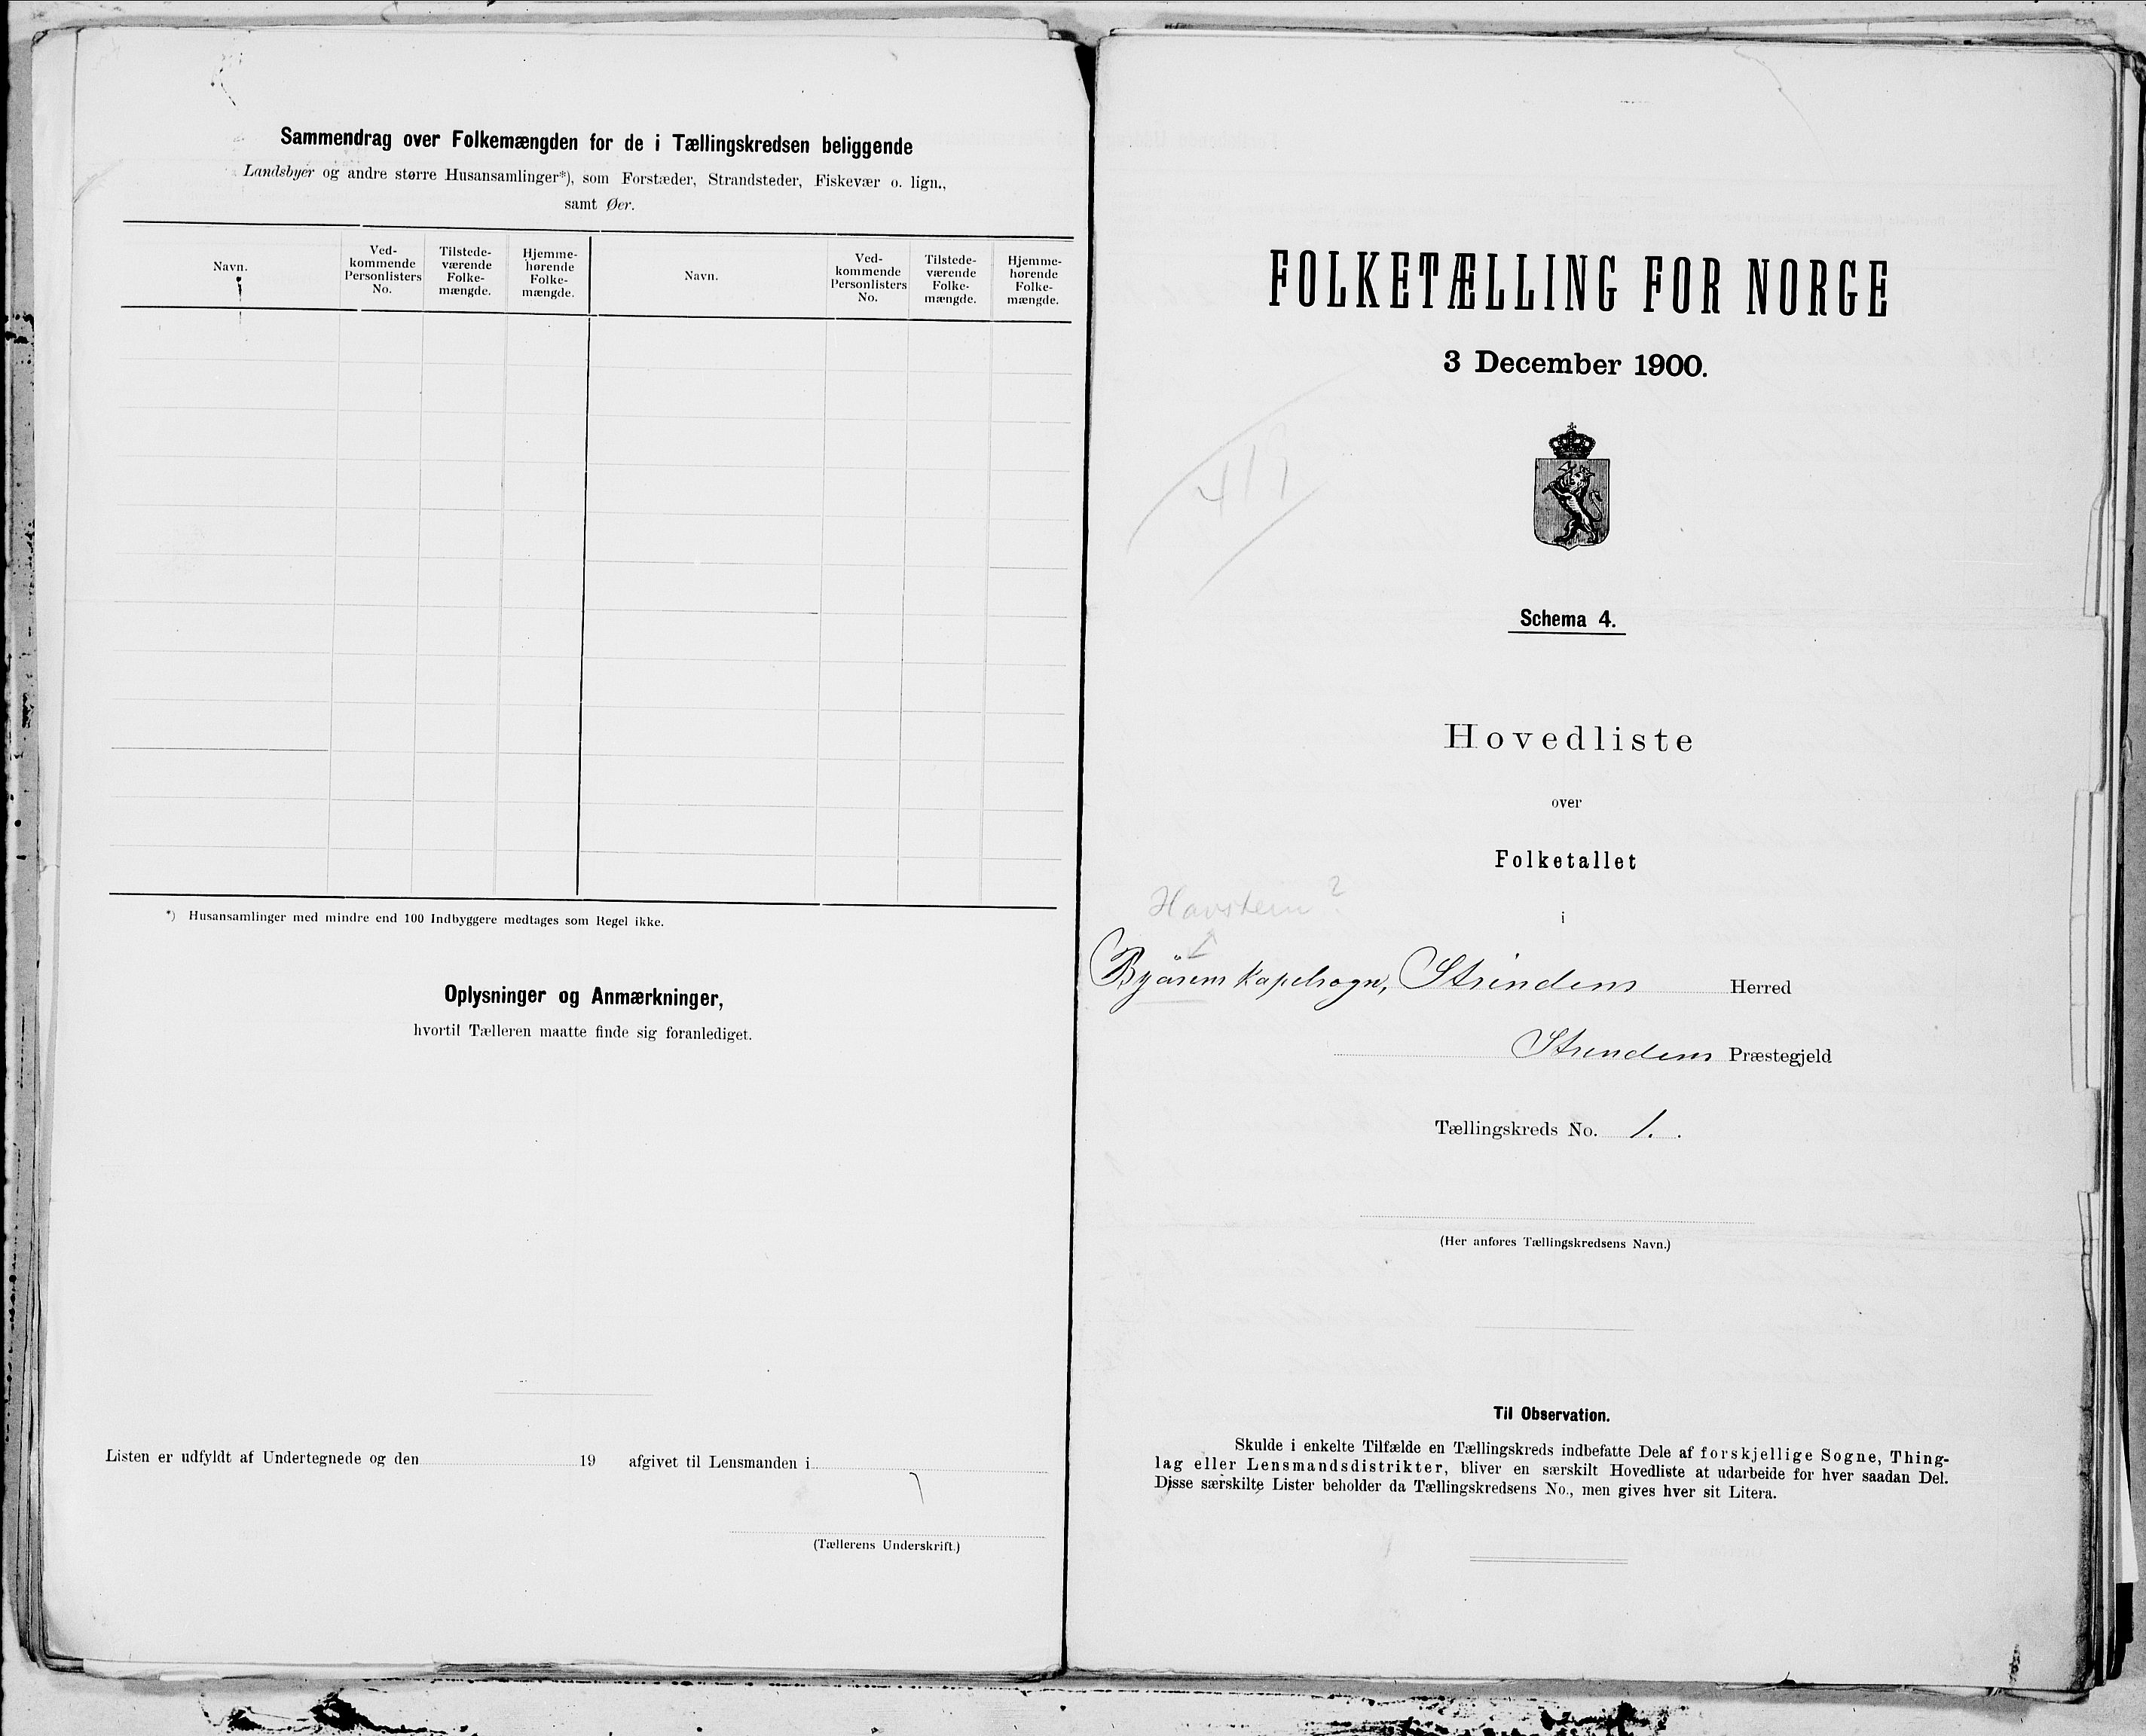 Sammendrag over Folkemængden for de i Tællingskredsen beliggende
Landsbyer og andre større Husansamlinger*), som Forstæder, Strandsteder, Fiskevær o. lign.,
samt Øer.
Navn.
Ved-
kommende
Personlisters
No.
Tilstede-
værende
Folke-
mængde.
Hjemme-
hørende
Folke-
mængde.
Navn.
Ved-
kommende
Personlisters
No.
Tilstede-
værende
Folke-
mængde.
Hjemme-
hørende
Folke-
mængde.
*) Husansamlinger med mindre end 100 Indbyggere medtages som Regel ikke.
Oplysninger og Anmærkninger,
hvortil Tælleren maatte finde sig foranlediget.
Listen er udfyldt af Undertegnede og den 19 afgivet til Lensmanden i
(Tællerens Underskrift.)
FOLKETÆLLING FOR NORGE
3 December 1900.
419
Schema 4.
Hovedliste
over
Folketallet
i
Havstein ?
Byåsens Kapelsogn, Strindens Herred
Strindens Præstegjeld
Tællingskreds No. 1.
(Her anføres Tællingskredsens Navn.)
Til Observation.
Skulde i enkelte Tilfælde en Tællingskreds indbefatte Dele af forskjellige Sogne, Thing-
lag eller Lensmandsdistrikter, bliver en særskilt Hovedliste at udarbeide for hver saadan Del.
Disse særskilte Lister beholder da Tællingskredsens No., men gives hver sit Litera.